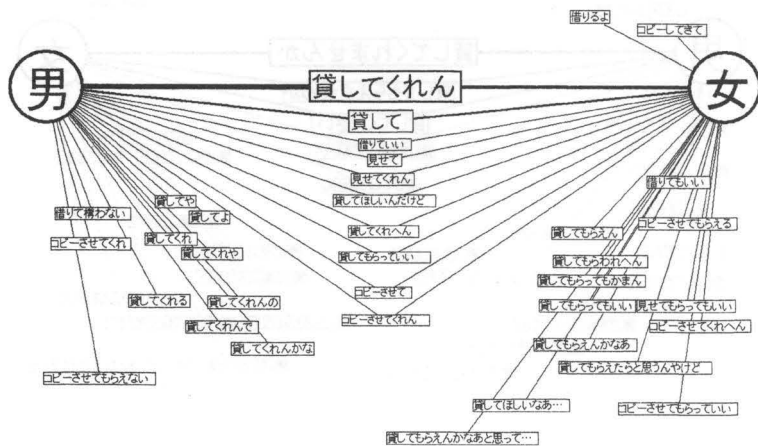 借りるよ
コピーしてきて
男
貸してくれん
女
貸して
借りていい
見せて
見せてくれん
貸してほしいんだけど
貸してくれへん
貸してもらっていい
コピーさせて
コピーさせてくれん
貸してや
貸してよ
借りて構わない
貸してくれ
コピーさせてくれ
貸してくれや
貸してくれる
貸してくれんの
貸してくれんで
貸してくれんかな
コピーさせてもらえない
借りてもいい
コピーさせてもらえる
貸してもらえん
貸してもらわれへん
貸してもらってもかまん
貸してもらってもいい
見せてもらってもいい
コピーさせてくれへん
貸してもらえんかなあ
貸してもらえたらと思うんやけど
貸してほしいなあ…
コピーさせてもらっていい
貸してもらえんかなあと思って…